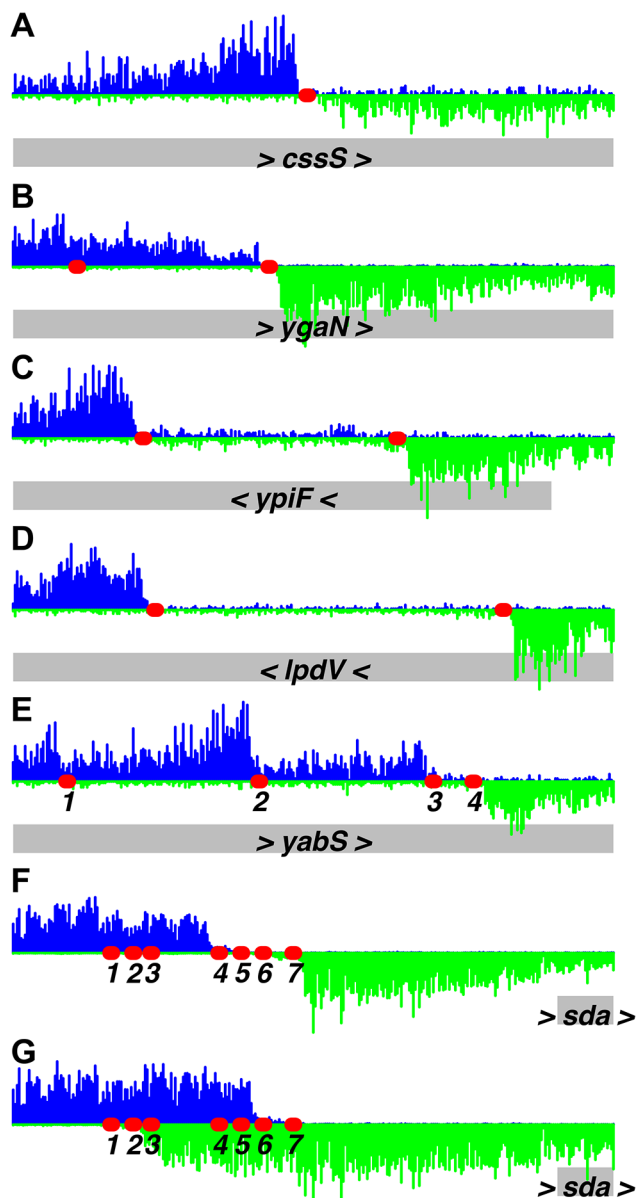 A
> cssS >
B
> ygaN >
C
< ypiF <
D
< lpdV <
E
1 2 3 4
> yabS >
F
1 2 3 4 5 6 7
> sda >
G
1 2 3 4 5 6 7
> sda >